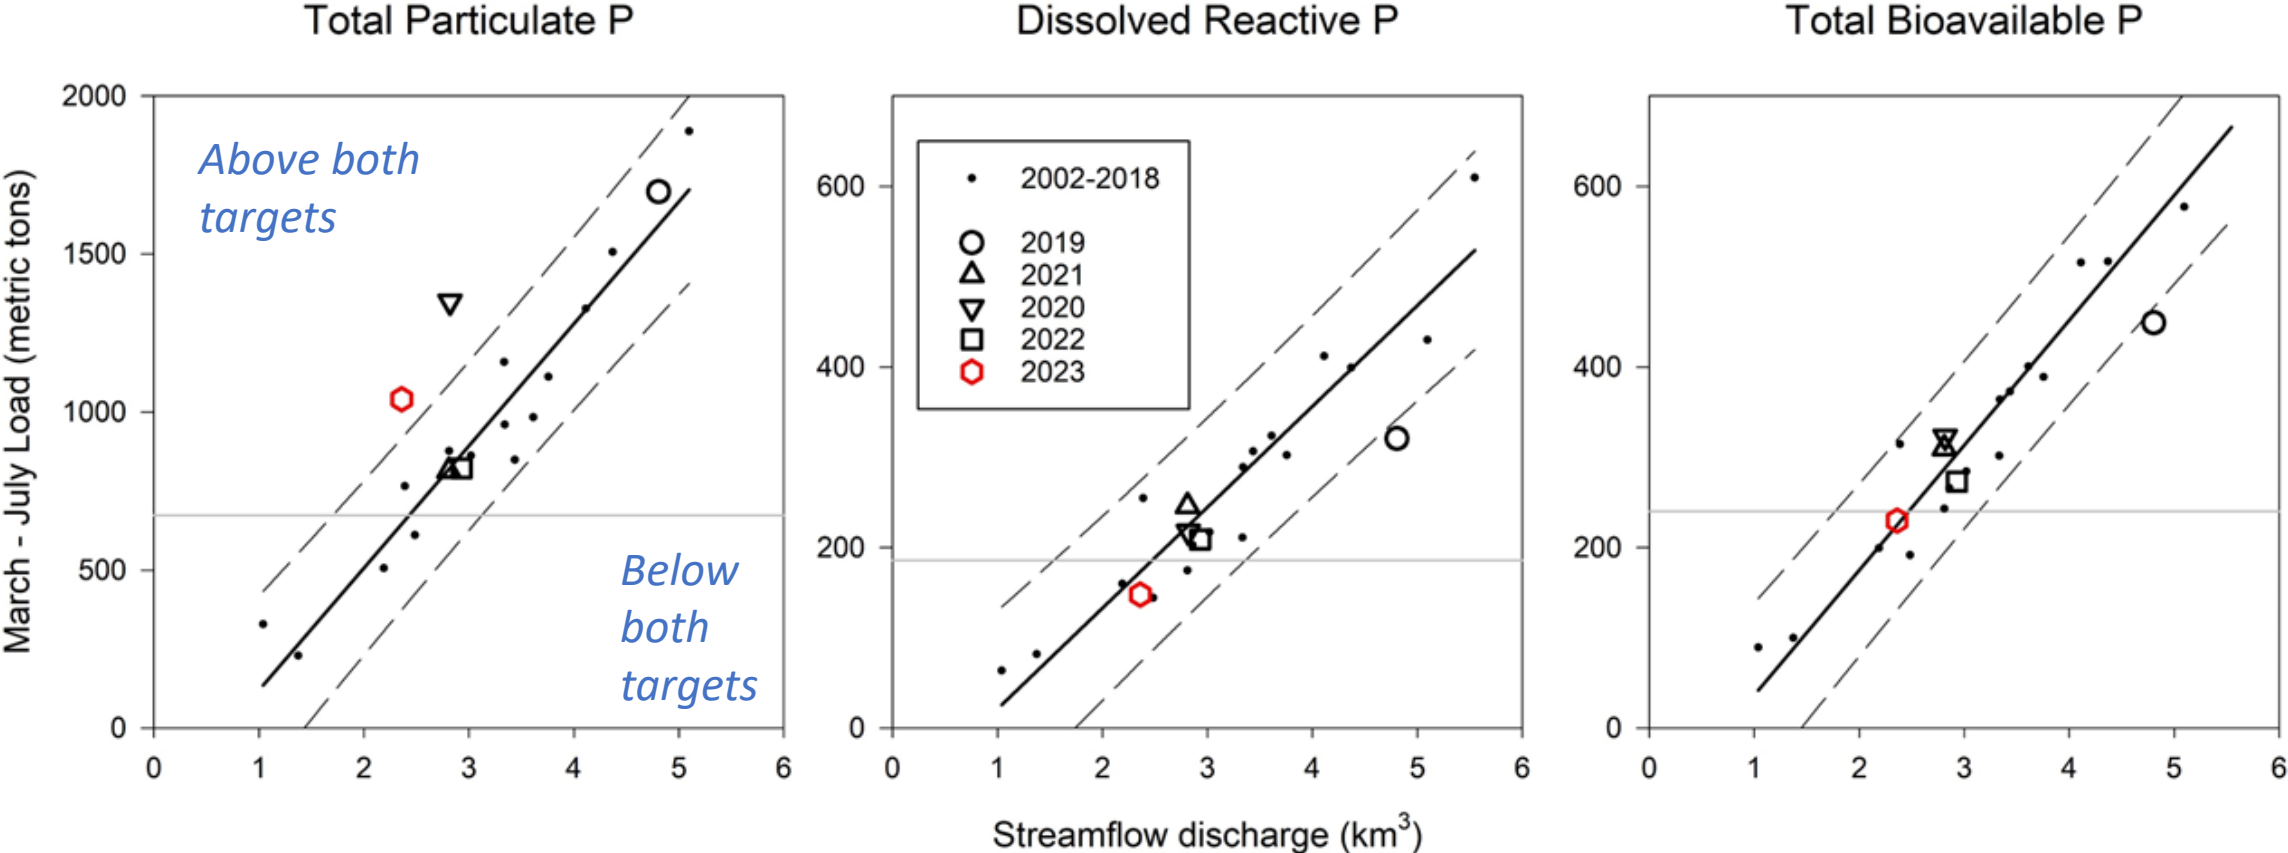 Total Particulate P
Dissolved Reactive P
Total Bioavailable P
March - July Load (metric tons)
2000
1500
1000
500
0
Above both
targets
Below
both
targets
0 1 2 3 4 5 6
600
400
200
0
2002-2018
2019
2021
2020
2022
2023
0 1 2 3 4 5 6
600
400
200
0
0 1 2 3 4 5 6
Streamflow discharge (km³)